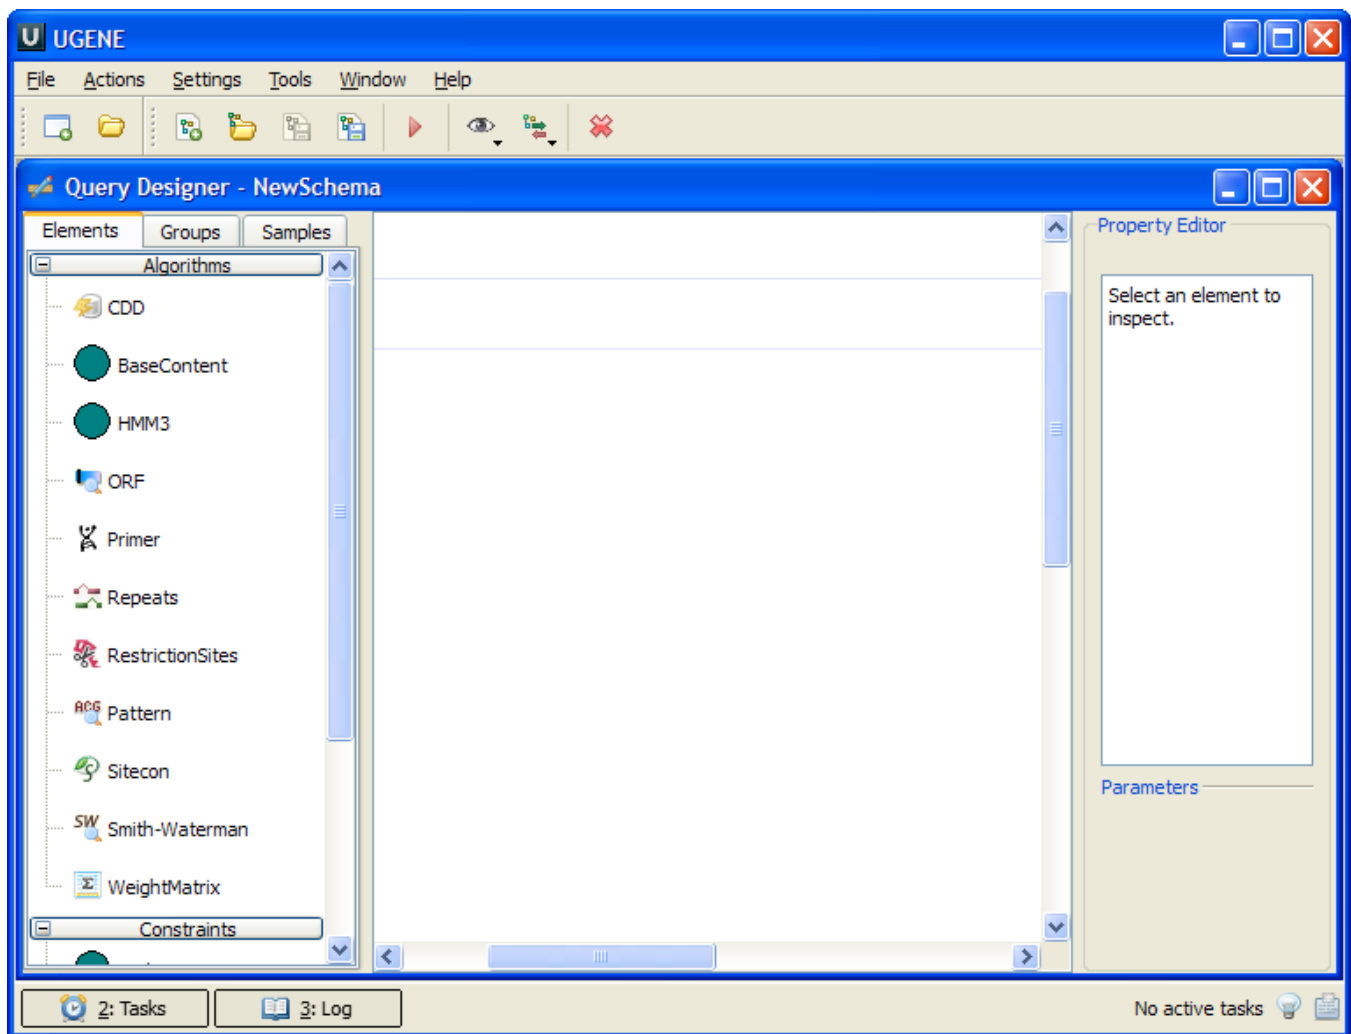 UGENE
File Actions Settings Tools Window Help
Query Designer - NewSchema
Elements Groups Samples
Algorithms
CDD
BaseContent
HMM3
ORF
Primer
Repeats
RestrictionSites
ACG Pattern
Sitecon
SW Smith-Waterman
Σ WeightMatrix
Constraints
Property Editor
Select an element to
inspect.
Parameters
2: Tasks
3: Log
No active tasks